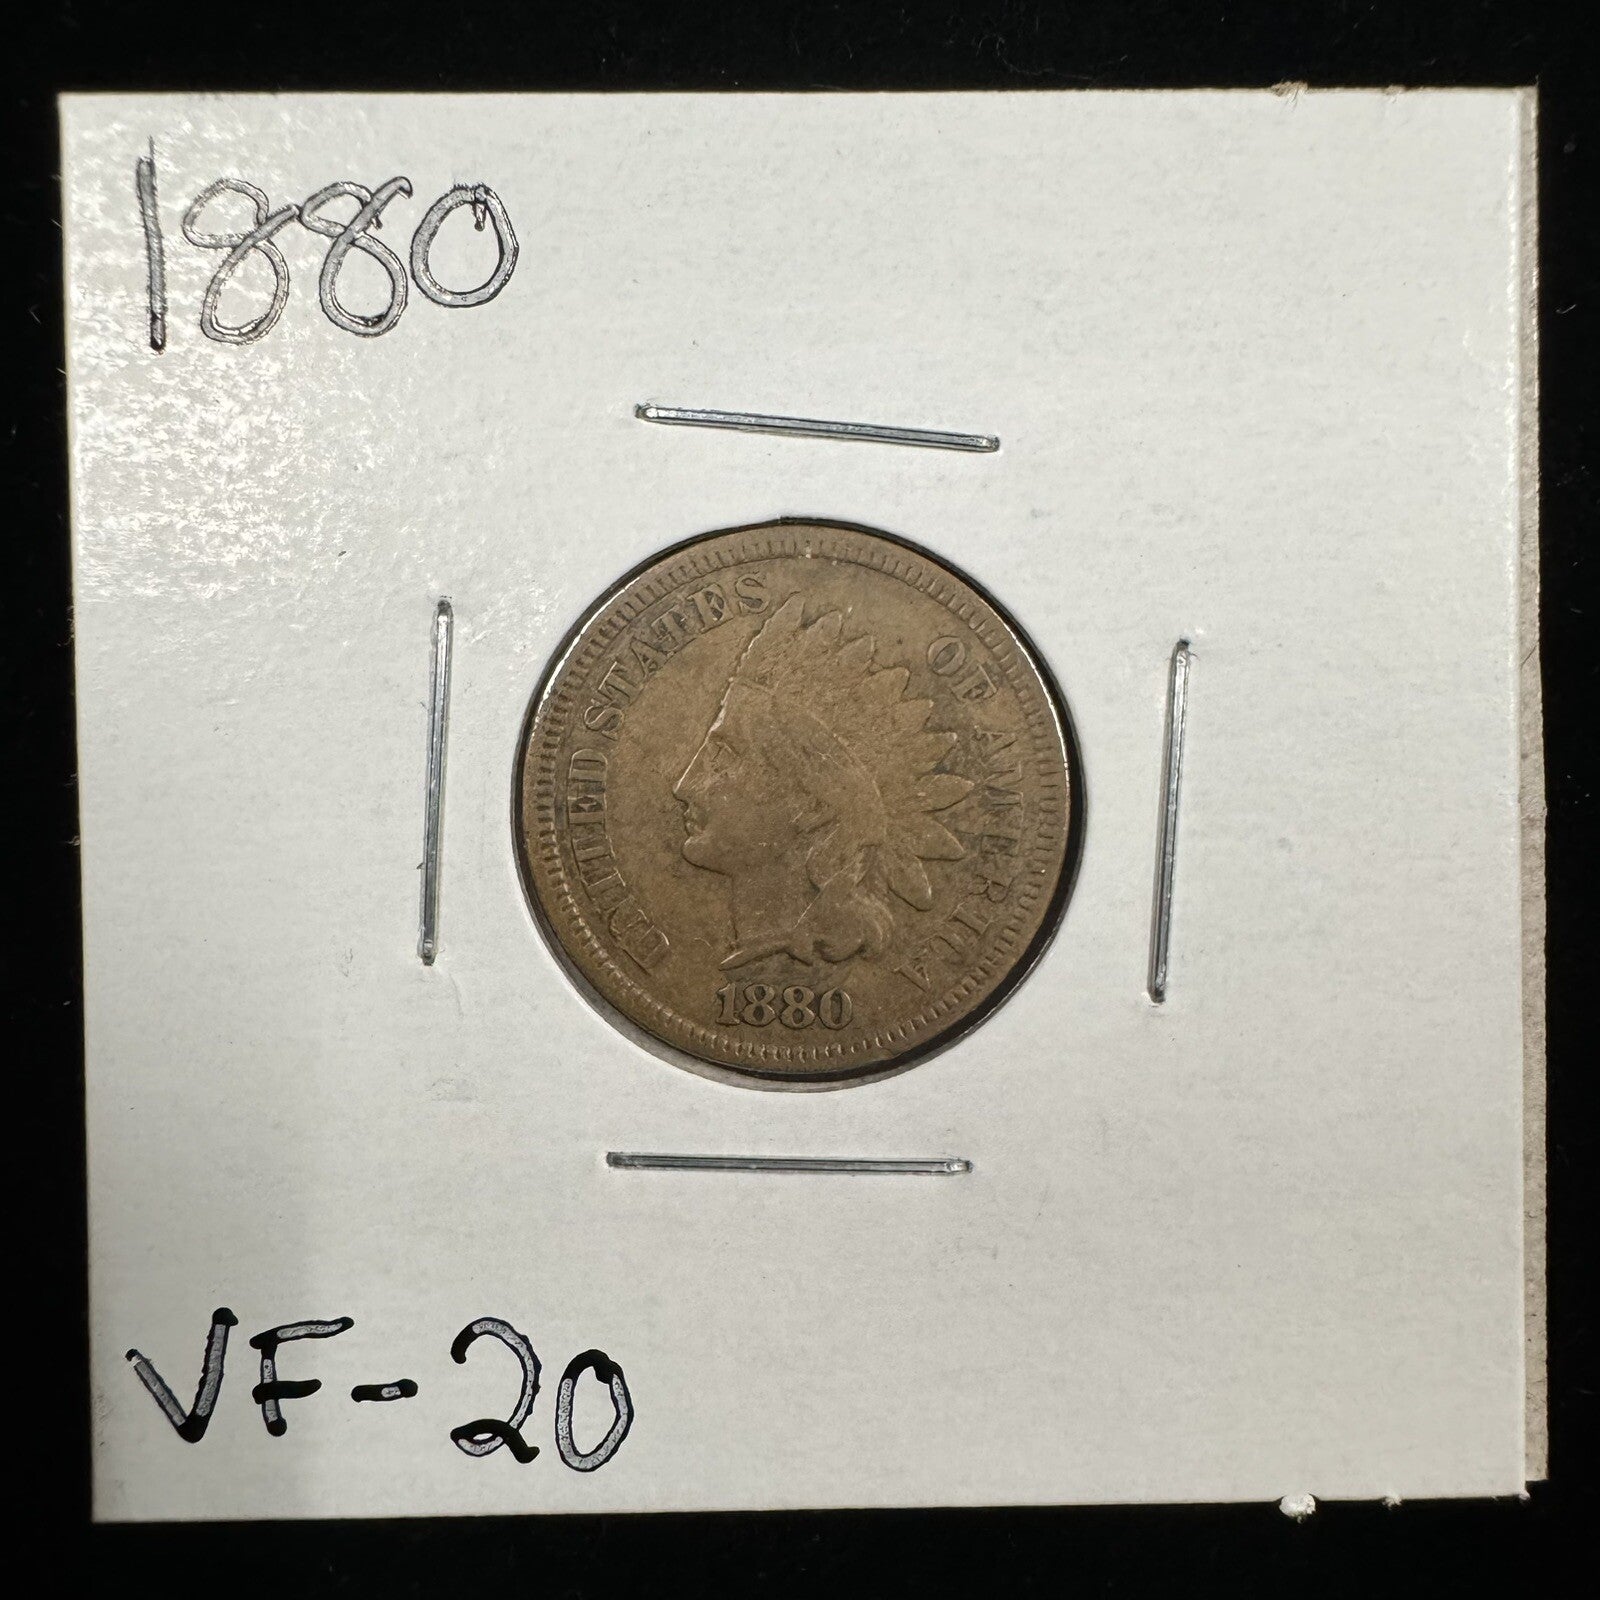 1880
UNITED STATES OF AMERICA
1880
VF-20